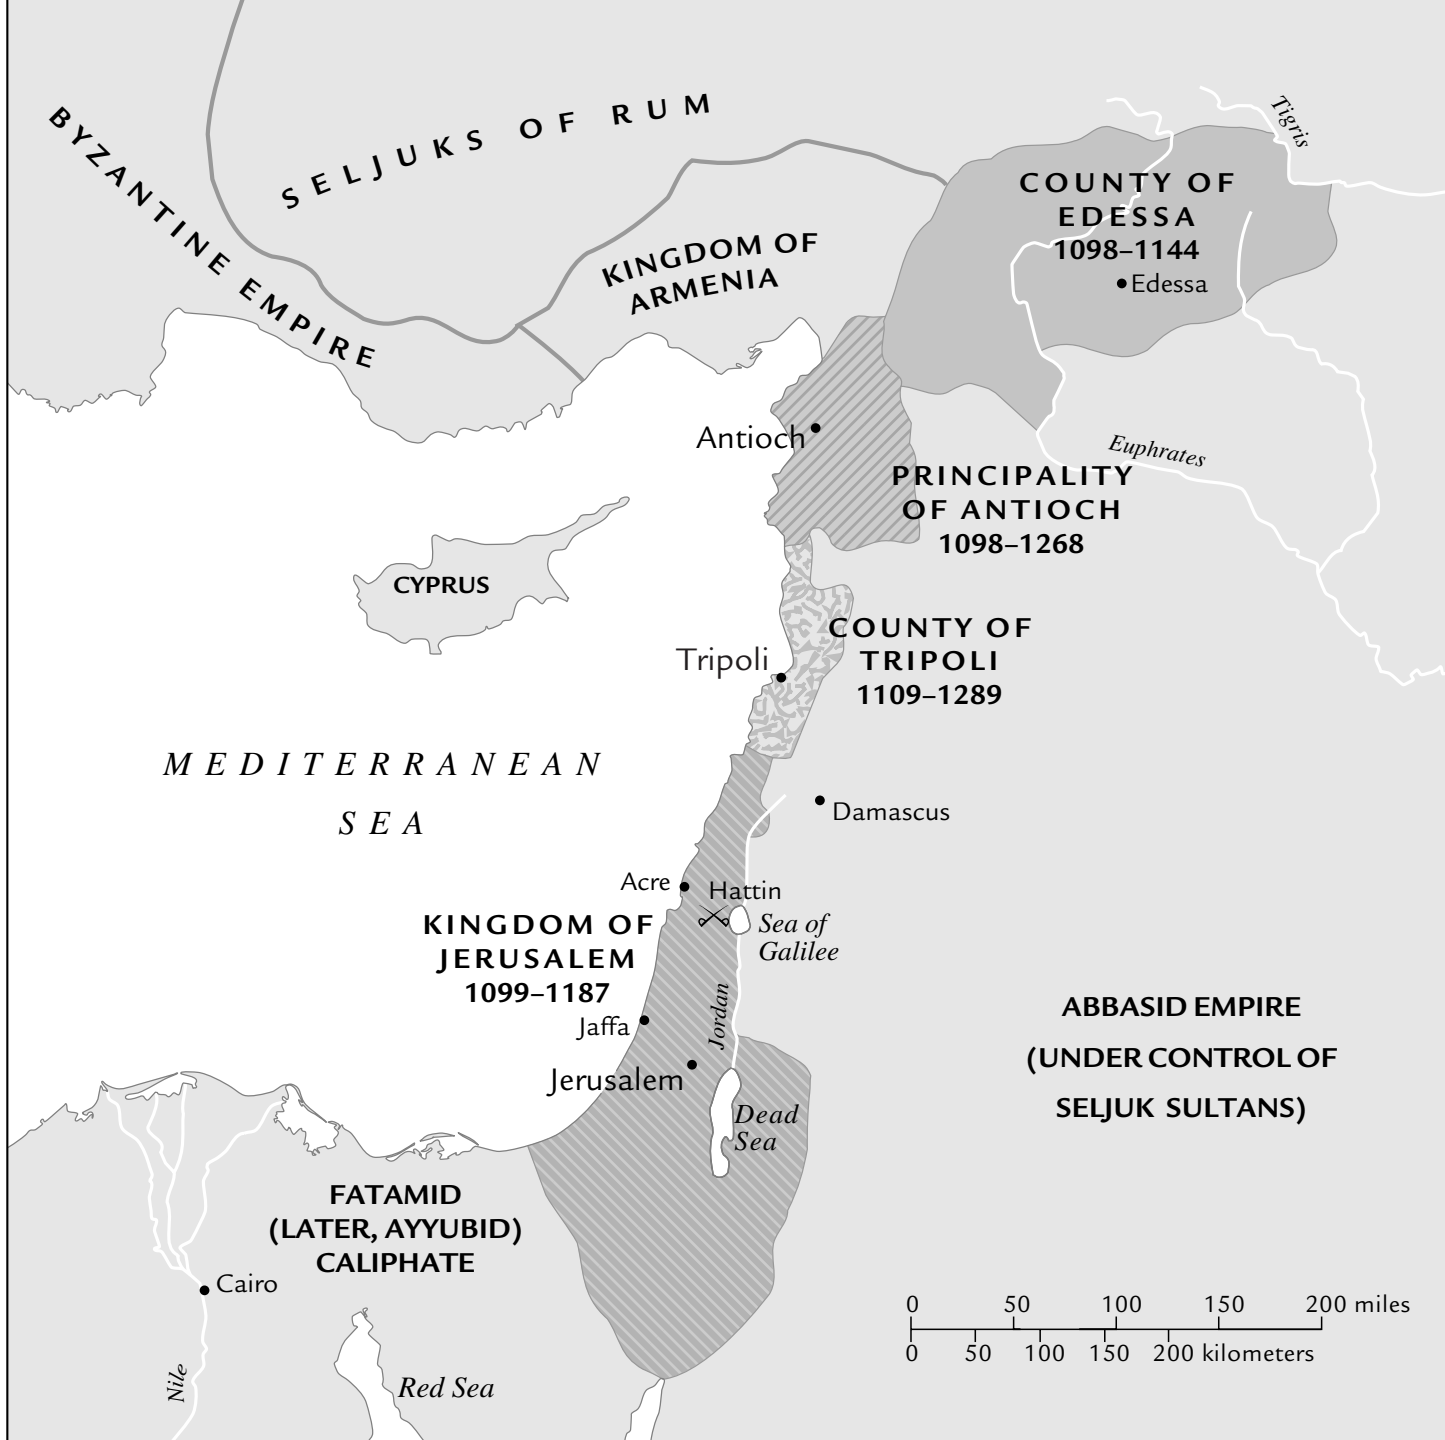 BYZANTINE EMPIRE
SELJUKS OF RUM
KINGDOM OF
ARMENIA
Tigris
COUNTY OF
EDESSA
1098–1144
Edessa
Antioch
Euphrates
PRINCIPALITY
OF ANTIOCH
1098–1268
CYPRUS
COUNTY OF
TRIPOLI
1109–1289
Tripoli
MEDITERRANEAN
SEA
Damascus
Acre
Hattin
Sea of
Galilee
KINGDOM OF
JERUSALEM
1099–1187
Jaffa
Jordan
Jerusalem
Dead
Sea
ABBASID EMPIRE
(UNDER CONTROL OF
SELJUK SULTANS)
FATAMID
(LATER, AYYUBID)
CALIPHATE
Cairo
Nile
Red Sea
0 50 100 150 200 miles
0 50 100 150 200 kilometers